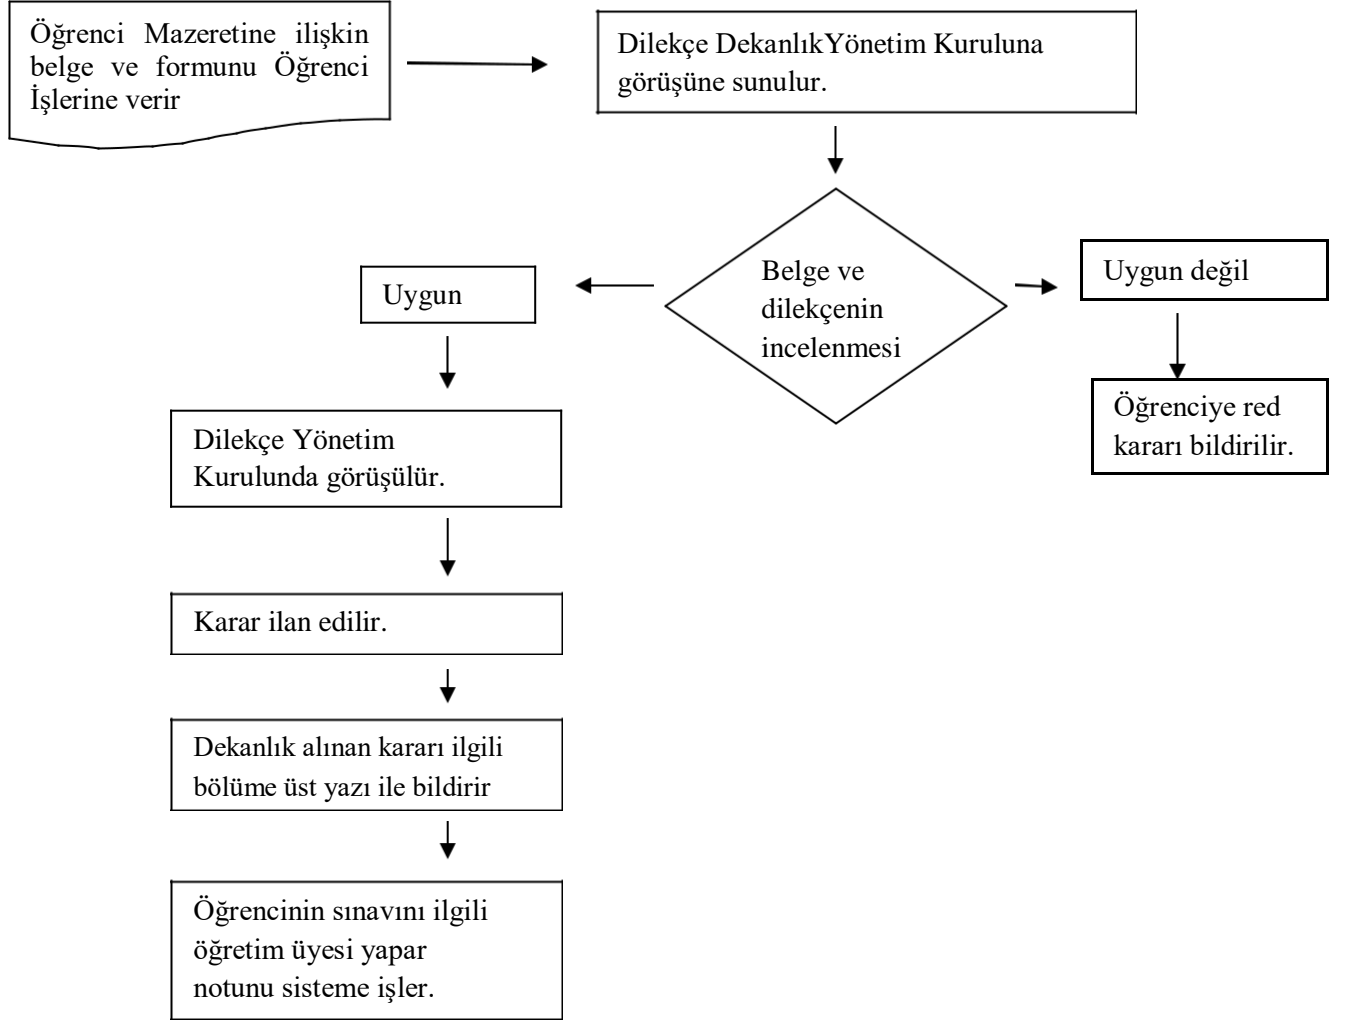 Öğrenci Mazeretine ilişkin
belge ve formunu Öğrenci
İşlerine verir
Dilekçe DekanlıkYönetim Kuruluna
görüşüne sunulur.
Belge ve
dilekçenin
incelenmesi
Uygun değil
Öğrenciye red
kararı bildirilir.
Uygun
Dilekçe Yönetim
Kurulunda görüşülür.
Karar ilan edilir.
Dekanlık alınan kararı ilgili
bölüme üst yazı ile bildirir
Öğrencinin sınavını ilgili
öğretim üyesi yapar
notunu sisteme işler.